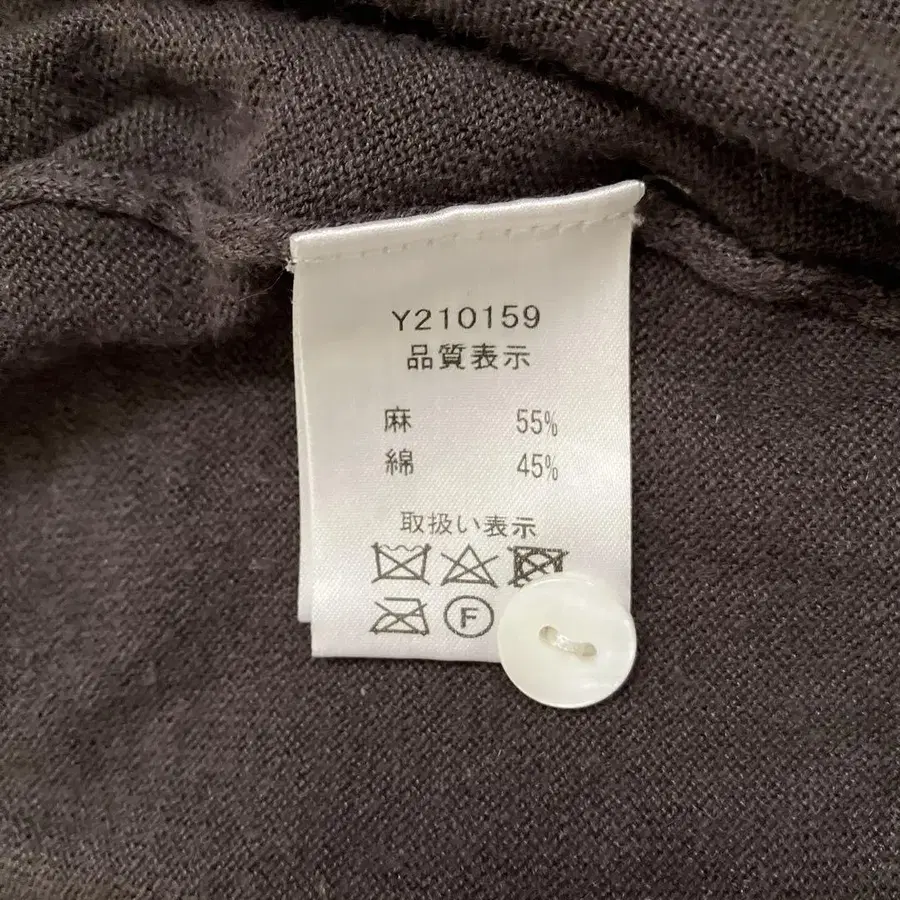 Y210159
品質表示
麻 55%
綿 45%
取扱い表示
F